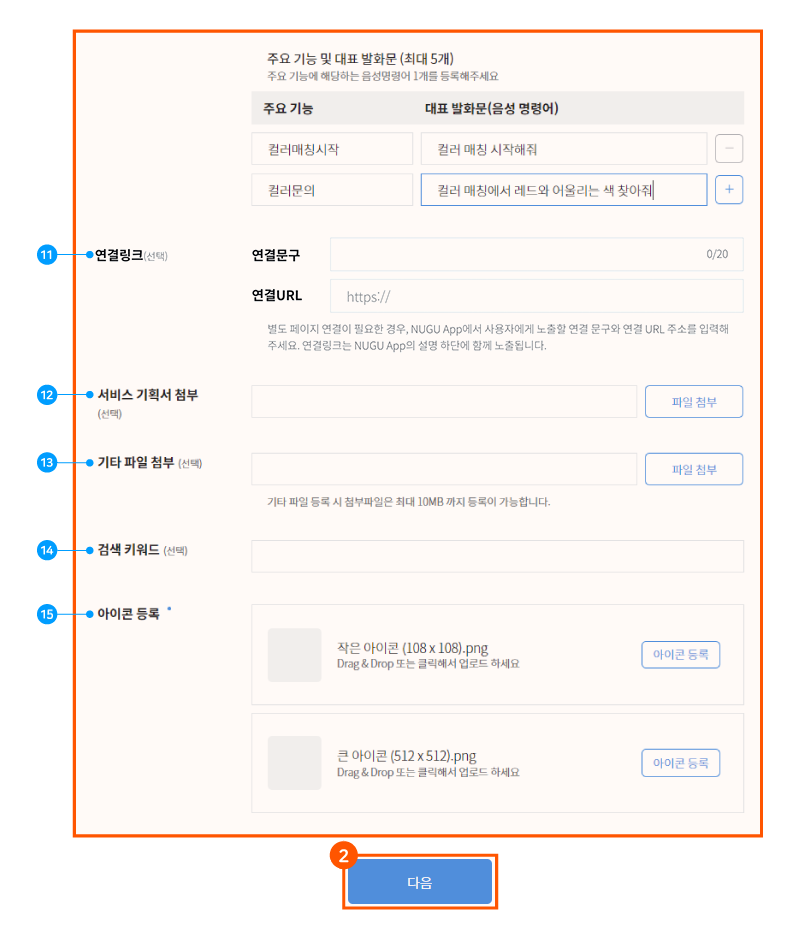 주요 기능 및 대표 발화문 (최대 5개)
주요 기능에 해당하는 음성명령어 1개를 등록해주세요
주요 기능 대표 발화문(음성 명령어)
컬러매칭시작 컬러 매칭 시작해줘 −
컬러문의 컬러 매칭에서 레드와 어울리는 색 찾아줘 +
11 연결링크(선택) 연결문구 0/20
연결URL https://
별도 페이지 연결이 필요한 경우, NUGU App에서 사용자에게 노출할 연결 문구와 연결 URL 주소를 입력해
주세요. 연결링크는 NUGU App의 설명 하단에 함께 노출됩니다.
12 서비스 기획서 첨부 파일 첨부
(선택)
13 기타 파일 첨부 (선택) 파일 첨부
기타 파일 등록 시 첨부파일은 최대 10MB 까지 등록이 가능합니다.
14 검색 키워드 (선택)
15 아이콘 등록 *
작은 아이콘 (108 x 108).png
Drag & Drop 또는 클릭해서 업로드 하세요
아이콘 등록
큰 아이콘 (512 x 512).png
Drag & Drop 또는 클릭해서 업로드 하세요
아이콘 등록
2
다음